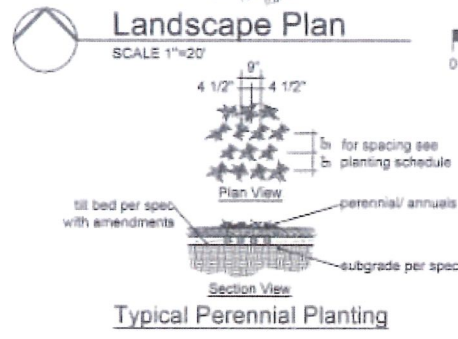 Landscape Plan
SCALE 1"=20'
9"
4 1/2" 4 1/2"
for spacing see
planting schedule
Plan View
till bed per spec
with amendments
perennial/ annuals
subgrade per spec
Section View
Typical Perennial Planting